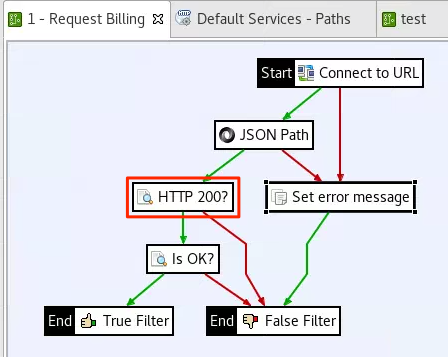 1 - Request Billing
Default Services - Paths
test
Start Connect to URL
JSON Path
HTTP 200?
Set error message
Is OK?
End True Filter
End False Filter